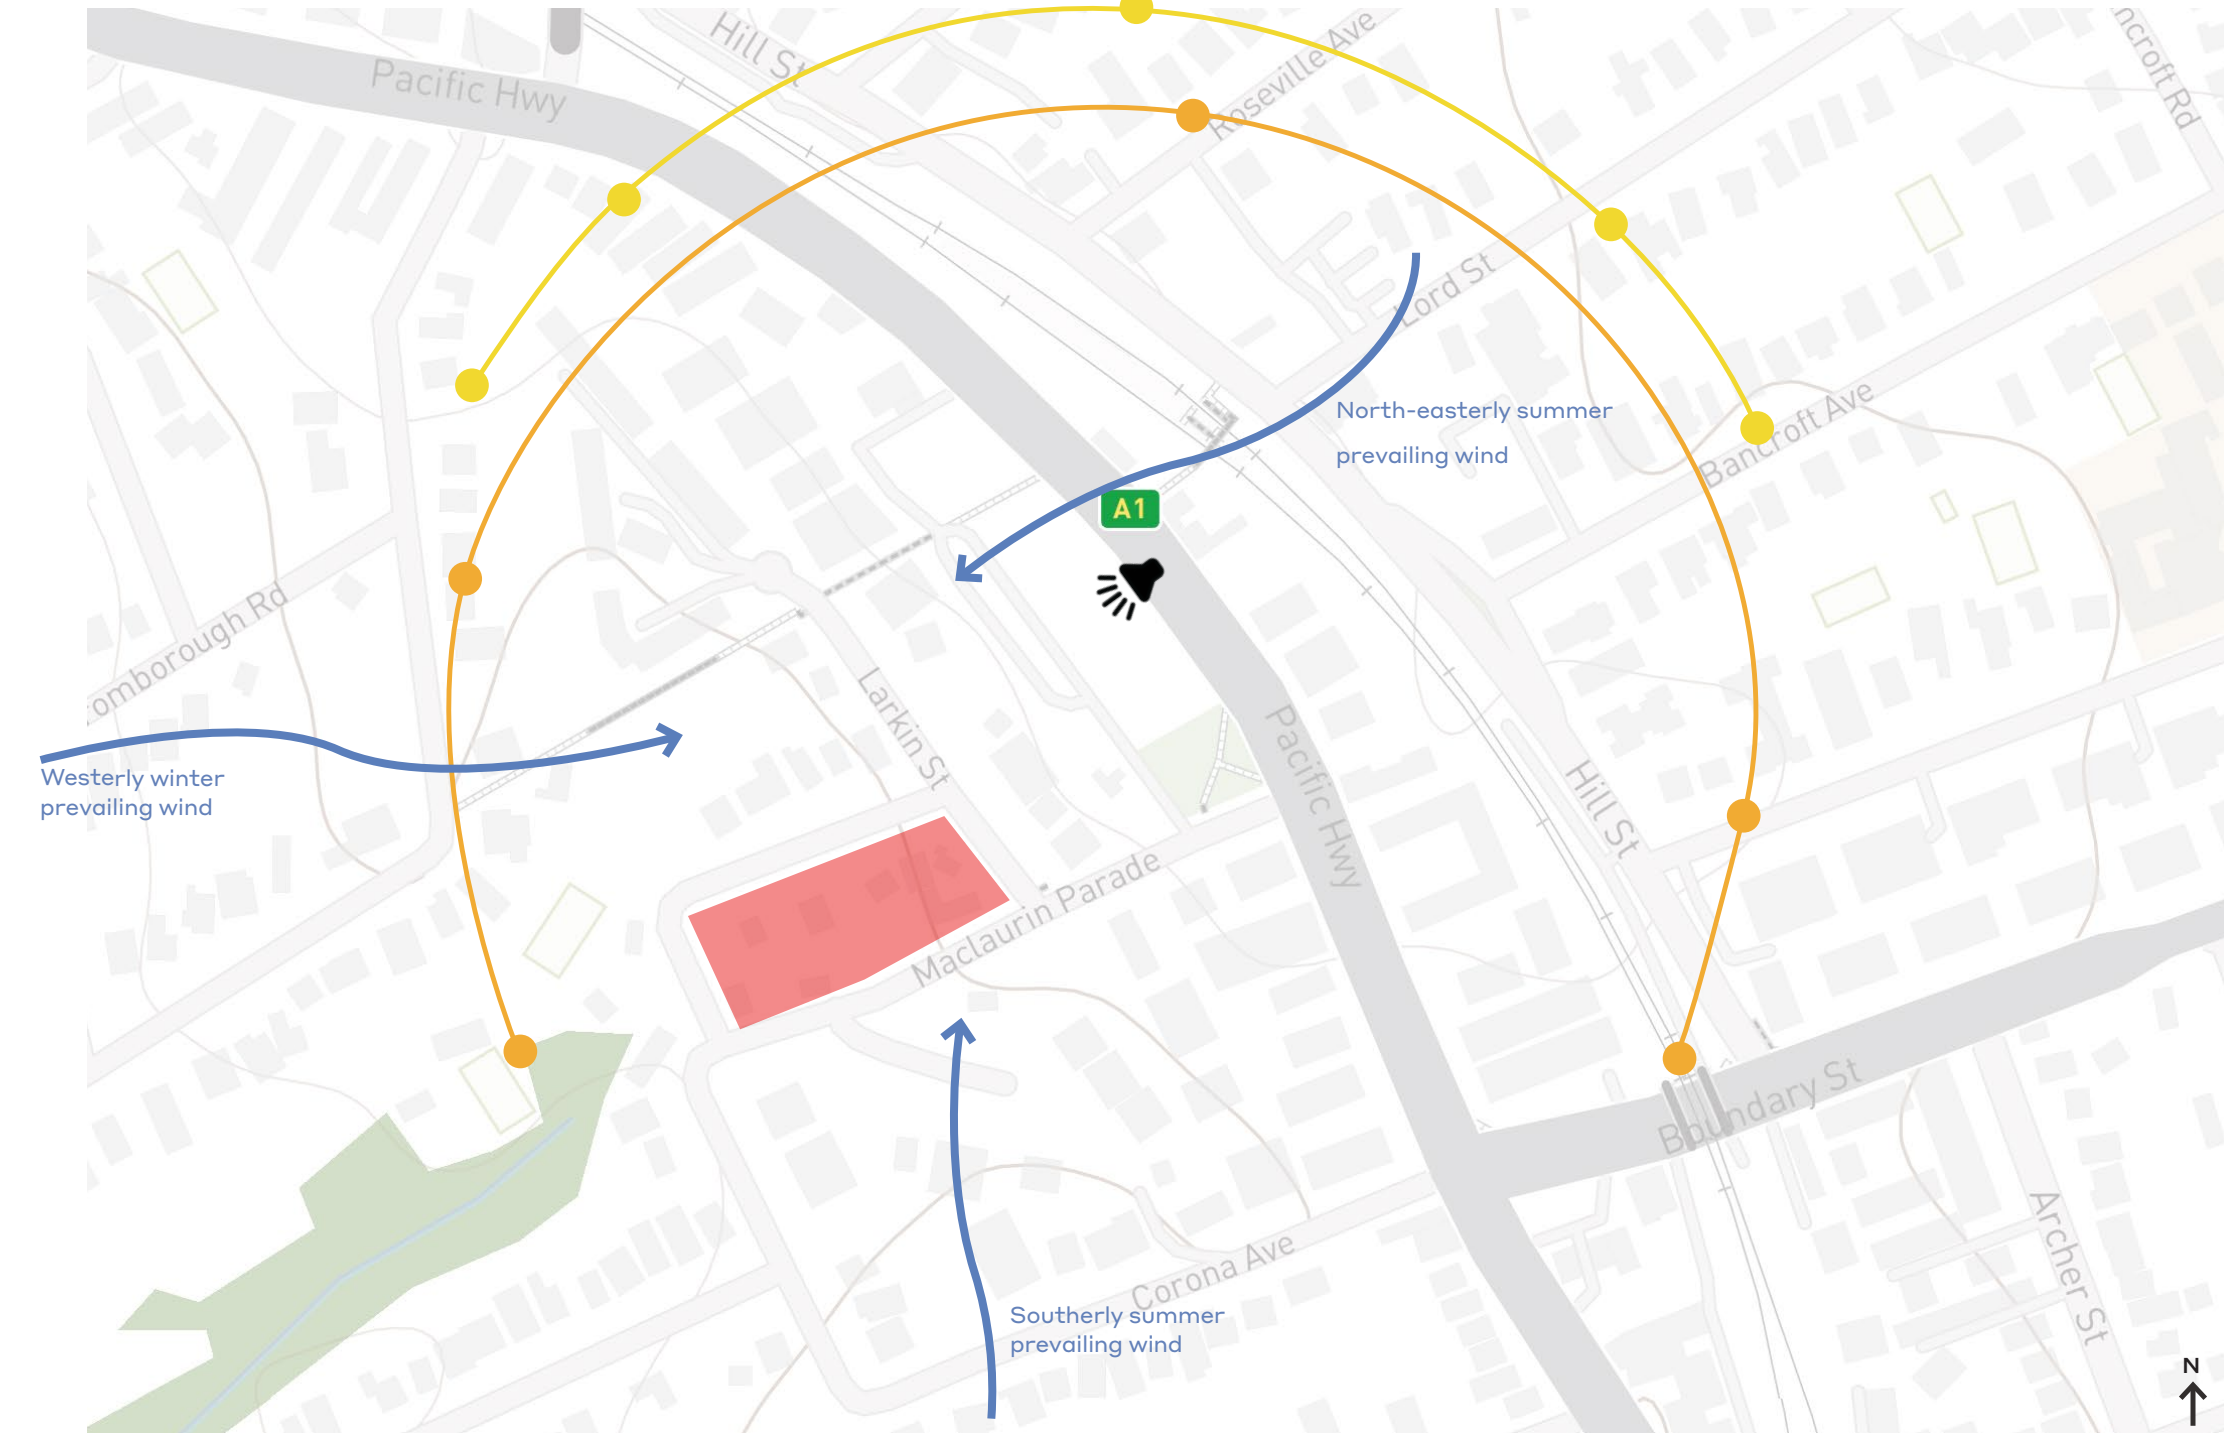 Hill St
ncroft Rd
Roseville Ave
Pacific Hwy
Lord St
North-easterly summer
prevailing wind
Bancroft Ave
A1
omborough Rd
Larkin St
Pacific Hwy
Westerly winter
prevailing wind
Hill St
Maclaurin Parade
Boundary St
Archer St
Corona Ave
Southerly summer
prevailing wind
N